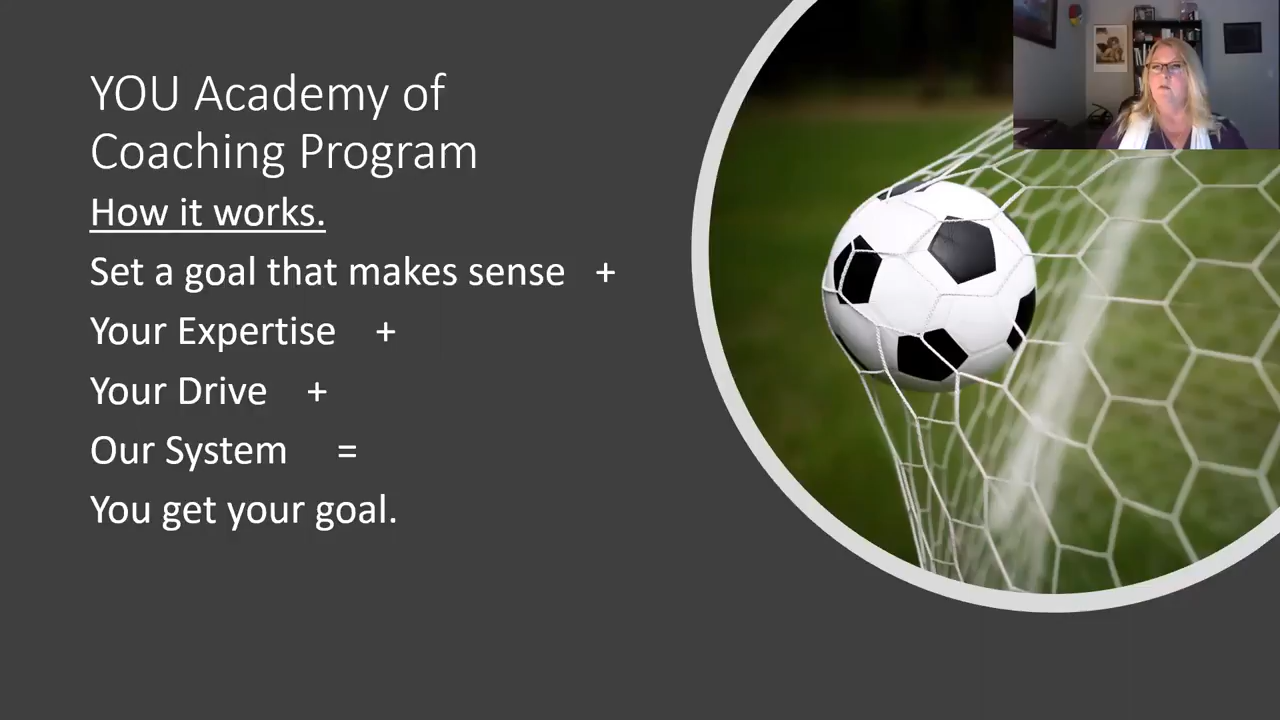 YOU Academy of
Coaching Program
How it works.
Set a goal that makes sense +
Your Expertise +
Your Drive +
Our System =
You get your goal.